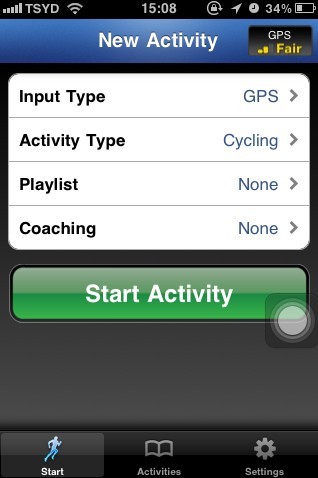 TSYD 15:08 34%
New Activity
GPS
Fair
Input Type GPS
Activity Type Cycling
Playlist None
Coaching None
Start Activity
Start Activities Settings